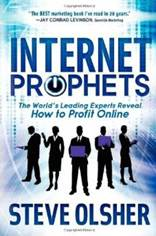 "The BEST marketing book I've read in 20 years."
— JAY CONRAD LEVINSON, Guerrilla Marketing
INTERNET
PROPHETS
The World's Leading Experts Reveal
How to Profit Online
STEVE OLSHER